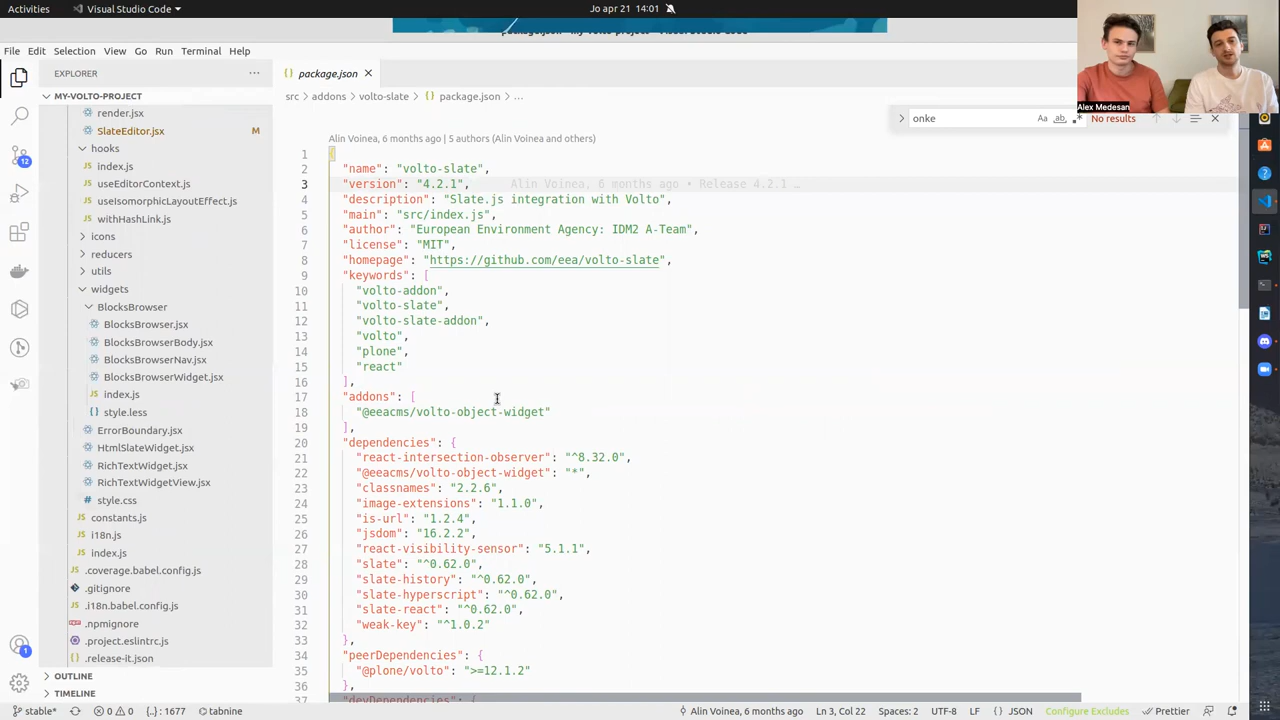 Activities
Visual Studio Code
Jo apr 21 14:01
File Edit Selection View Go Run Terminal Help
Alex Medesan
EXPLORER
MY-VOLTO-PROJECT
render.jsx
SlateEditor.jsx M
hooks
index.js
useEditorContext.js
useIsomorphicLayoutEffect.js
withHashLink.js
icons
reducers
utils
widgets
BlocksBrowser
BlocksBrowser.jsx
BlocksBrowserBody.jsx
BlocksBrowserNav.jsx
BlocksBrowserWidget.jsx
index.js
style.less
ErrorBoundary.jsx
HtmlSlateWidget.jsx
RichTextWidget.jsx
RichTextWidgetView.jsx
style.css
constants.js
i18n.js
index.js
.coverage.babel.config.js
.gitignore
.i18n.babel.config.js
.npmignore
.project.eslintrc.js
.release-it.json
OUTLINE
TIMELINE
12
1
package.json
src > addons > volto-slate > package.json > ...
onke
Aa
ab
No results
Alin Voinea, 6 months ago | 5 authors (Alin Voinea and others)
1 {
2 "name": "volto-slate",
3 "version": "4.2.1", Alin Voinea, 6 months ago • Release 4.2.1 …
4 "description": "Slate.js integration with Volto",
5 "main": "src/index.js",
6 "author": "European Environment Agency: IDM2 A-Team",
7 "license": "MIT",
8 "homepage": "https://github.com/eea/volto-slate",
9 "keywords": [
10 "volto-addon",
11 "volto-slate",
12 "volto-slate-addon",
13 "volto",
14 "plone",
15 "react"
16 ],
17 "addons": [
18 "@eeacms/volto-object-widget"
19 ],
20 "dependencies": {
21 "react-intersection-observer": "^8.32.0",
22 "@eeacms/volto-object-widget": "*",
23 "classnames": "2.2.6",
24 "image-extensions": "1.1.0",
25 "is-url": "1.2.4",
26 "jsdom": "16.2.2",
27 "react-visibility-sensor": "5.1.1",
28 "slate": "^0.62.0",
29 "slate-history": "^0.62.0",
30 "slate-hyperscript": "^0.62.0",
31 "slate-react": "^0.62.0",
32 "weak-key": "^1.0.2"
33 },
34 "peerDependencies": {
35 "@plone/volto": ">=12.1.2"
36 },
37 "devDependencies": {
stable* 0 0 {..} : 1677 tabnine Alin Voinea, 6 months ago Ln 3, Col 22 Spaces: 2 UTF-8 LF {} JSON Configure Excludes Prettier